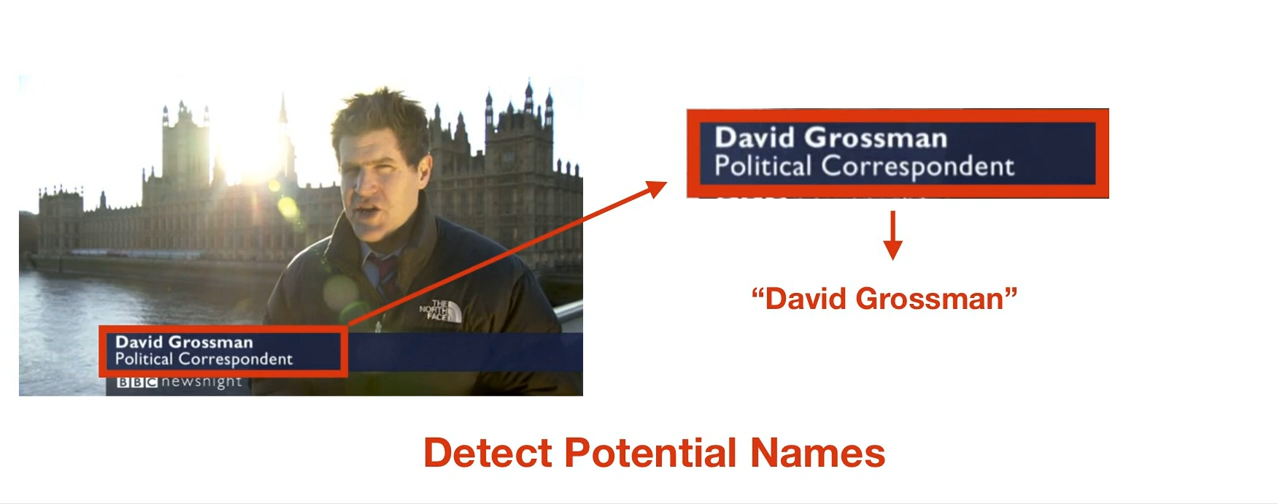 David Grossman
Political Correspondent
BBC newsnight
THE
NORTH
FACE
David Grossman
Political Correspondent
“David Grossman”
Detect Potential Names